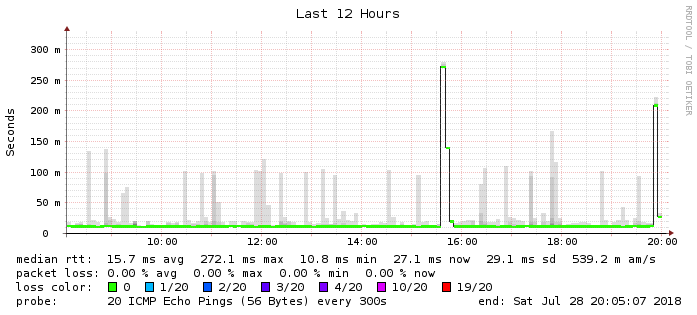 Last 12 Hours
RRDTOOL / TOBI OETIKER
Seconds
300 m
250 m
200 m
150 m
100 m
50 m
0
10:00 12:00 14:00 16:00 18:00 20:00
median rtt: 15.7 ms avg 272.1 ms max 10.8 ms min 27.1 ms now 29.1 ms sd 539.2 m am/s
packet loss: 0.00 % avg 0.00 % max 0.00 % min 0.00 % now
loss color: 0 1/20 2/20 3/20 4/20 10/20 19/20
probe: 20 ICMP Echo Pings (56 Bytes) every 300s end: Sat Jul 28 20:05:07 2018